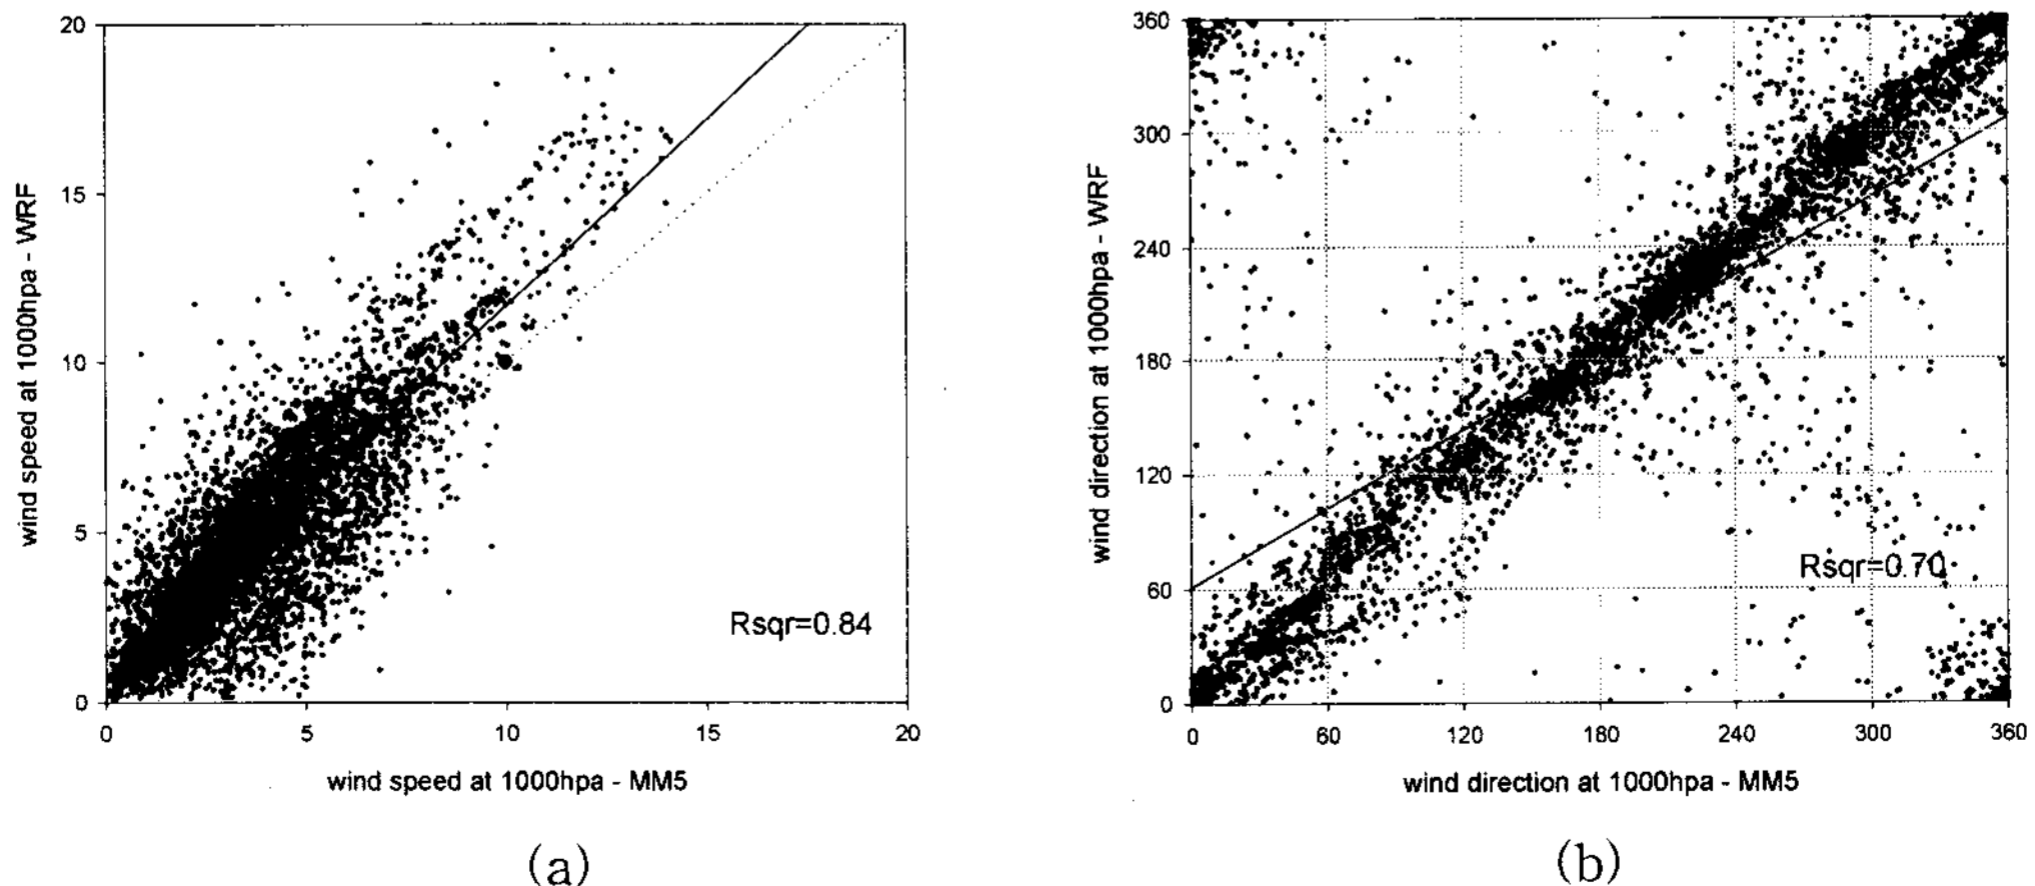 20
15
10
5
0
0 5 10 15 20
wind speed at 1000hpa - WRF
wind speed at 1000hpa - MM5
Rsqr=0.84
(a)
360
300
240
180
120
60
0
0 60 120 180 240 300 360
wind direction at 1000hpa - WRF
wind direction at 1000hpa - MM5
Rsqr=0.70
(b)